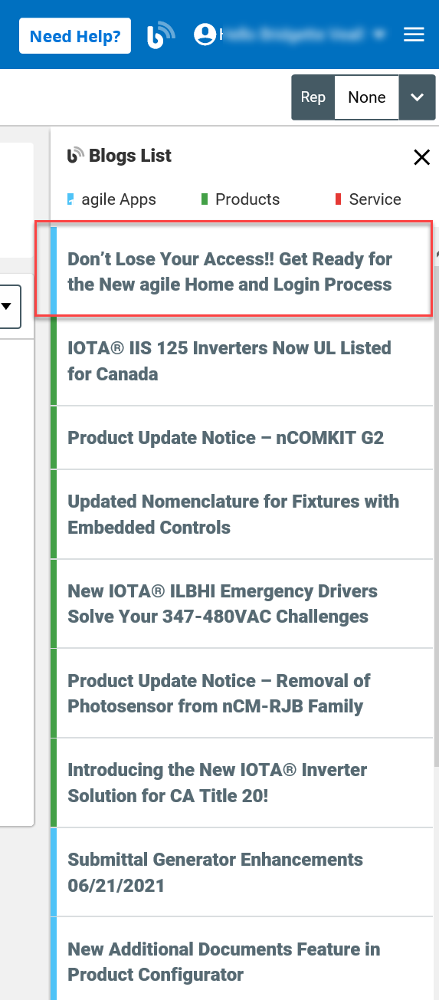 Need Help?
Rep None
Blogs List
agile Apps Products Service
Don’t Lose Your Access!! Get Ready for
the New agile Home and Login Process
IOTA® IIS 125 Inverters Now UL Listed
for Canada
Product Update Notice – nCOMKIT G2
Updated Nomenclature for Fixtures with
Embedded Controls
New IOTA® ILBHI Emergency Drivers
Solve Your 347-480VAC Challenges
Product Update Notice – Removal of
Photosensor from nCM-RJB Family
Introducing the New IOTA® Inverter
Solution for CA Title 20!
Submittal Generator Enhancements
06/21/2021
New Additional Documents Feature in
Product Configurator